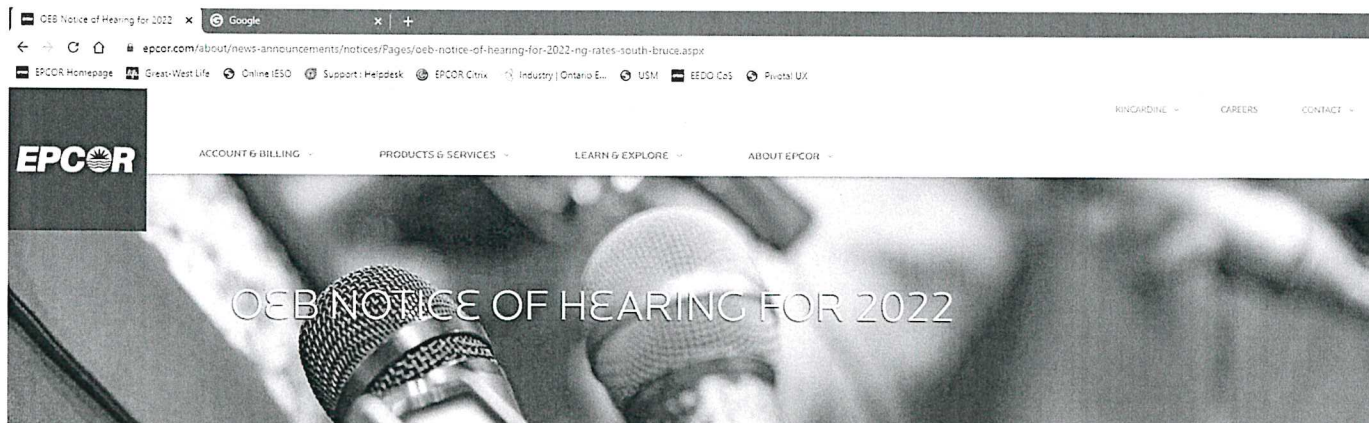 OEB Notice of Hearing for 2022 × Google × +
epcor.com/about/news-announcements/notices/Pages/oeb-notice-of-hearing-for-2022-ng-rates-south-bruce.aspx
EPCOR Homepage Great-West Life Online IESO Support : Helpdesk EPCOR Citrix Industry | Ontario E... USM EEDO CoS Pivotal UX
KINCARDINE CAREERS CONTACT
EPCOR ACCOUNT & BILLING PRODUCTS & SERVICES LEARN & EXPLORE ABOUT EPCOR
OEB NOTICE OF HEARING FOR 2022